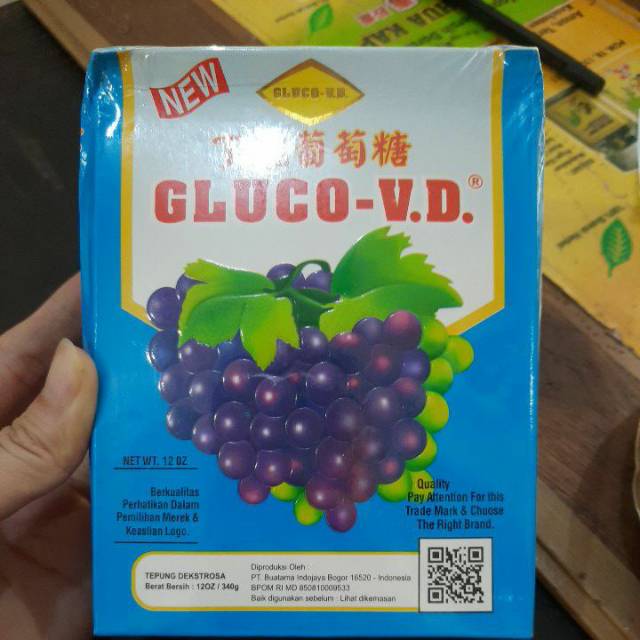 NEW
GLUCO-V.D.
葡萄糖
GLUCO-V.D.®
NET WT. 12 OZ
Berkualitas
Perhatikan Dalam
Pemilihan Merek &
Keaslian Logo.
Quality
Pay Attention For this
Trade Mark & Choose
The Right Brand.
TEPUNG DEKSTROSA
Berat Bersih : 12OZ / 340g
Diproduksi Oleh :
PT. Buatama Indojaya Bogor 16520 - Indonesia
BPOM RI MD 850810009533
Baik digunakan sebelum : Lihat dikemasan